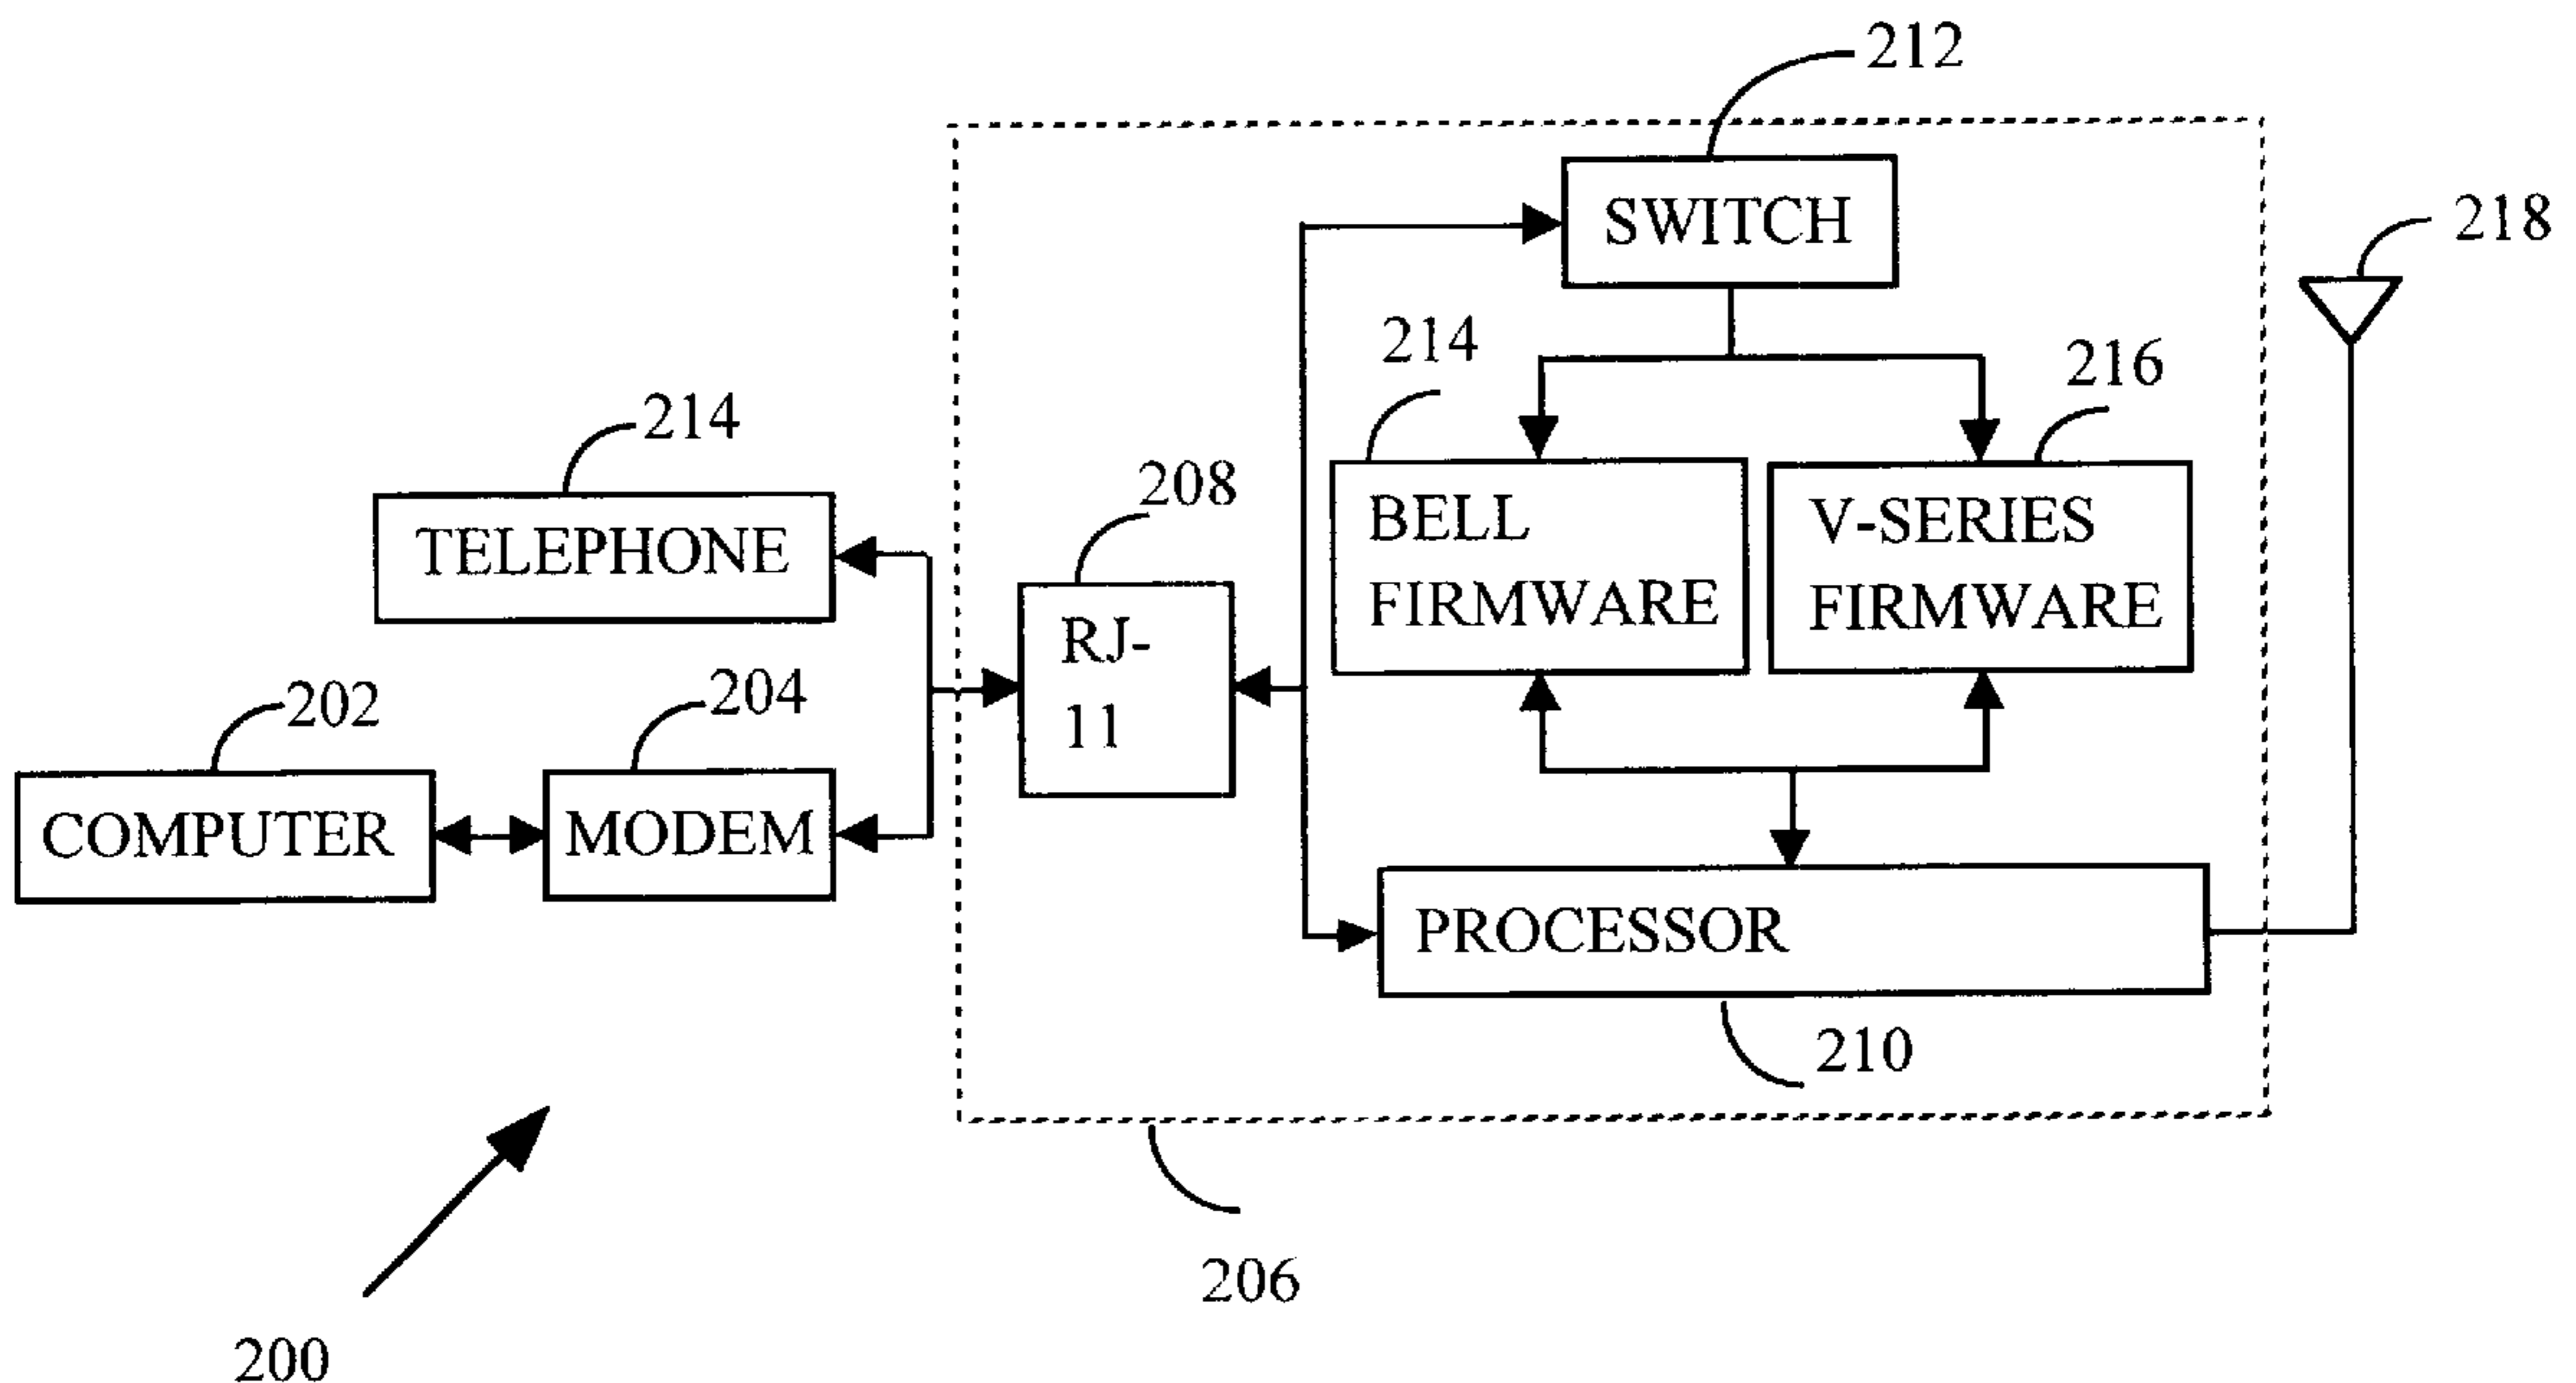 212
SWITCH
218
214
216
BELL
FIRMWARE
V-SERIES
FIRMWARE
214
TELEPHONE
208
RJ-
11
202
COMPUTER
204
MODEM
PROCESSOR
210
206
200